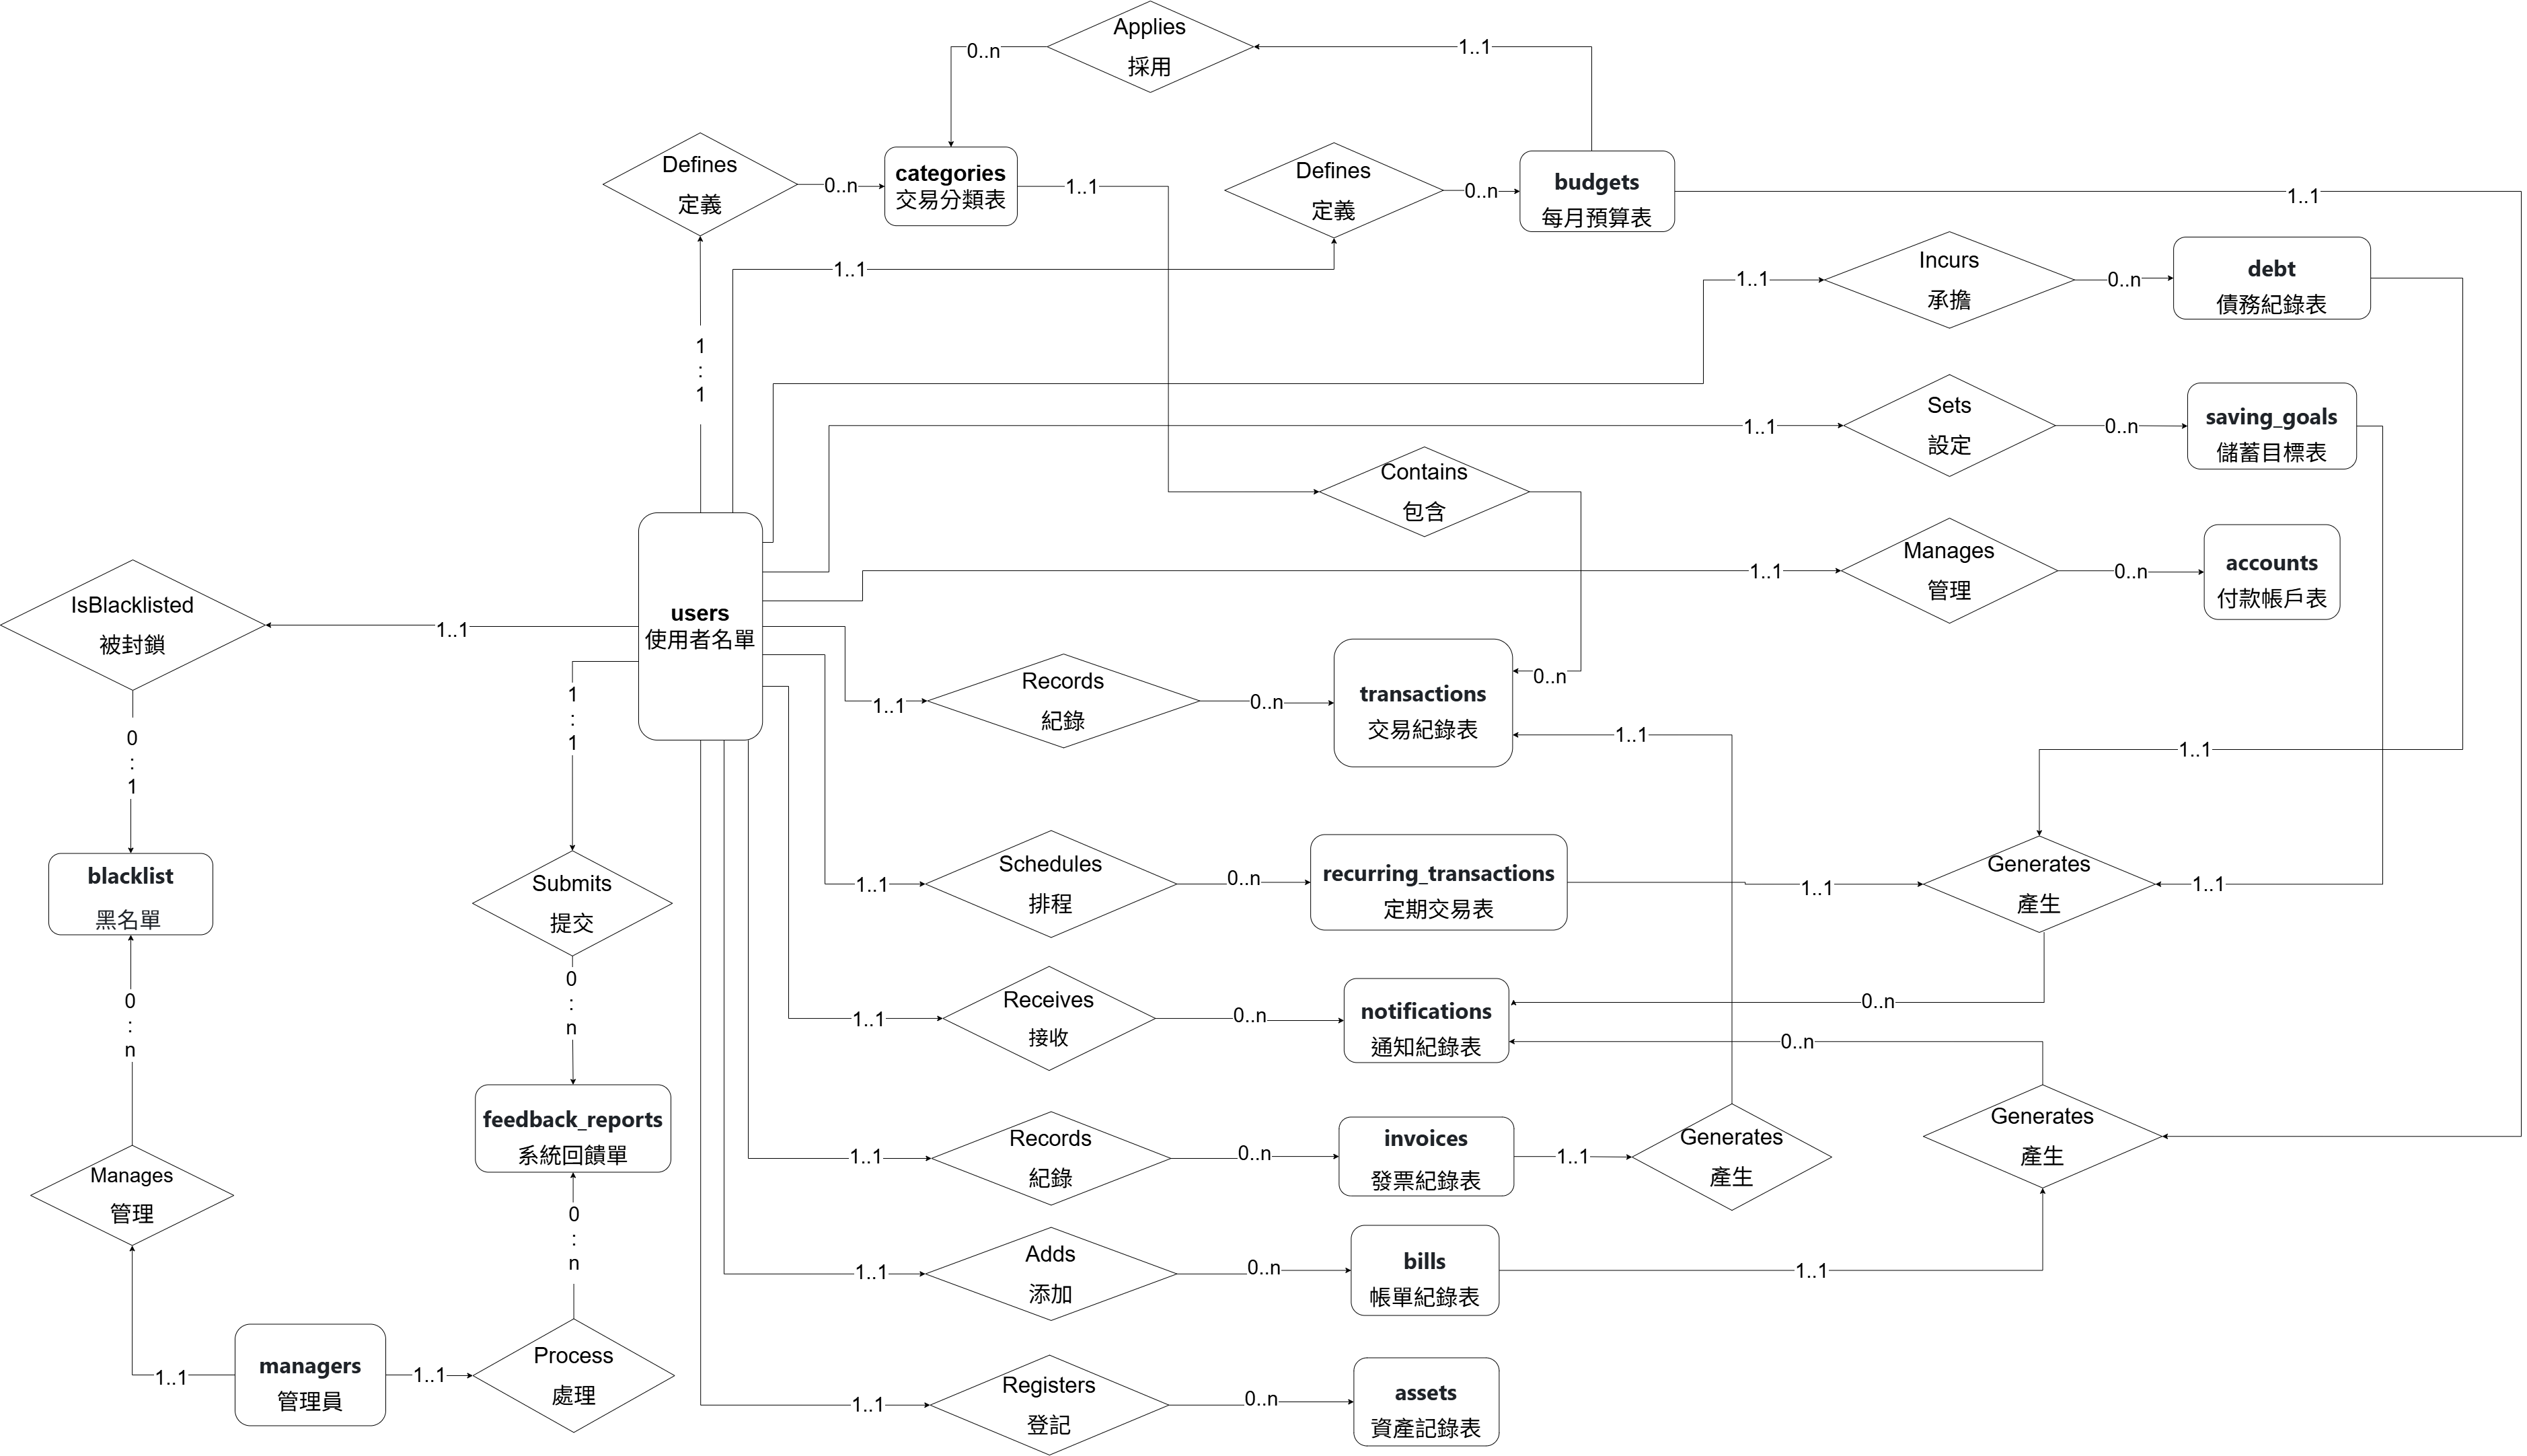 Applies
採用
0..n
1..1
Defines
定義
0..n
categories
交易分類表
1..1
Defines
定義
0..n
budgets
每月預算表
1..1
1..1
1
:
1
1..1
Incurs
承擔
0..n
debt
債務紀錄表
1..1
Sets
設定
0..n
saving_goals
儲蓄目標表
Contains
包含
1..1
Manages
管理
0..n
accounts
付款帳戶表
users
使用者名單
IsBlacklisted
被封鎖
1..1
0
:
1
1
:
1
1..1
Records
紀錄
0..n
transactions
交易紀錄表
0..n
1..1
1..1
blacklist
黑名單
Submits
提交
1..1
Schedules
排程
0..n
recurring_transactions
定期交易表
1..1
Generates
產生
1..1
0
:
n
0
:
n
1..1
Receives
接收
0..n
notifications
通知紀錄表
0..n
0..n
feedback_reports
系統回饋單
1..1
Records
紀錄
0..n
invoices
發票紀錄表
1..1
Generates
產生
Generates
產生
Manages
管理
0
:
n
1..1
Adds
添加
0..n
bills
帳單紀錄表
1..1
1..1
managers
管理員
1..1
Process
處理
1..1
Registers
登記
0..n
assets
資產記錄表